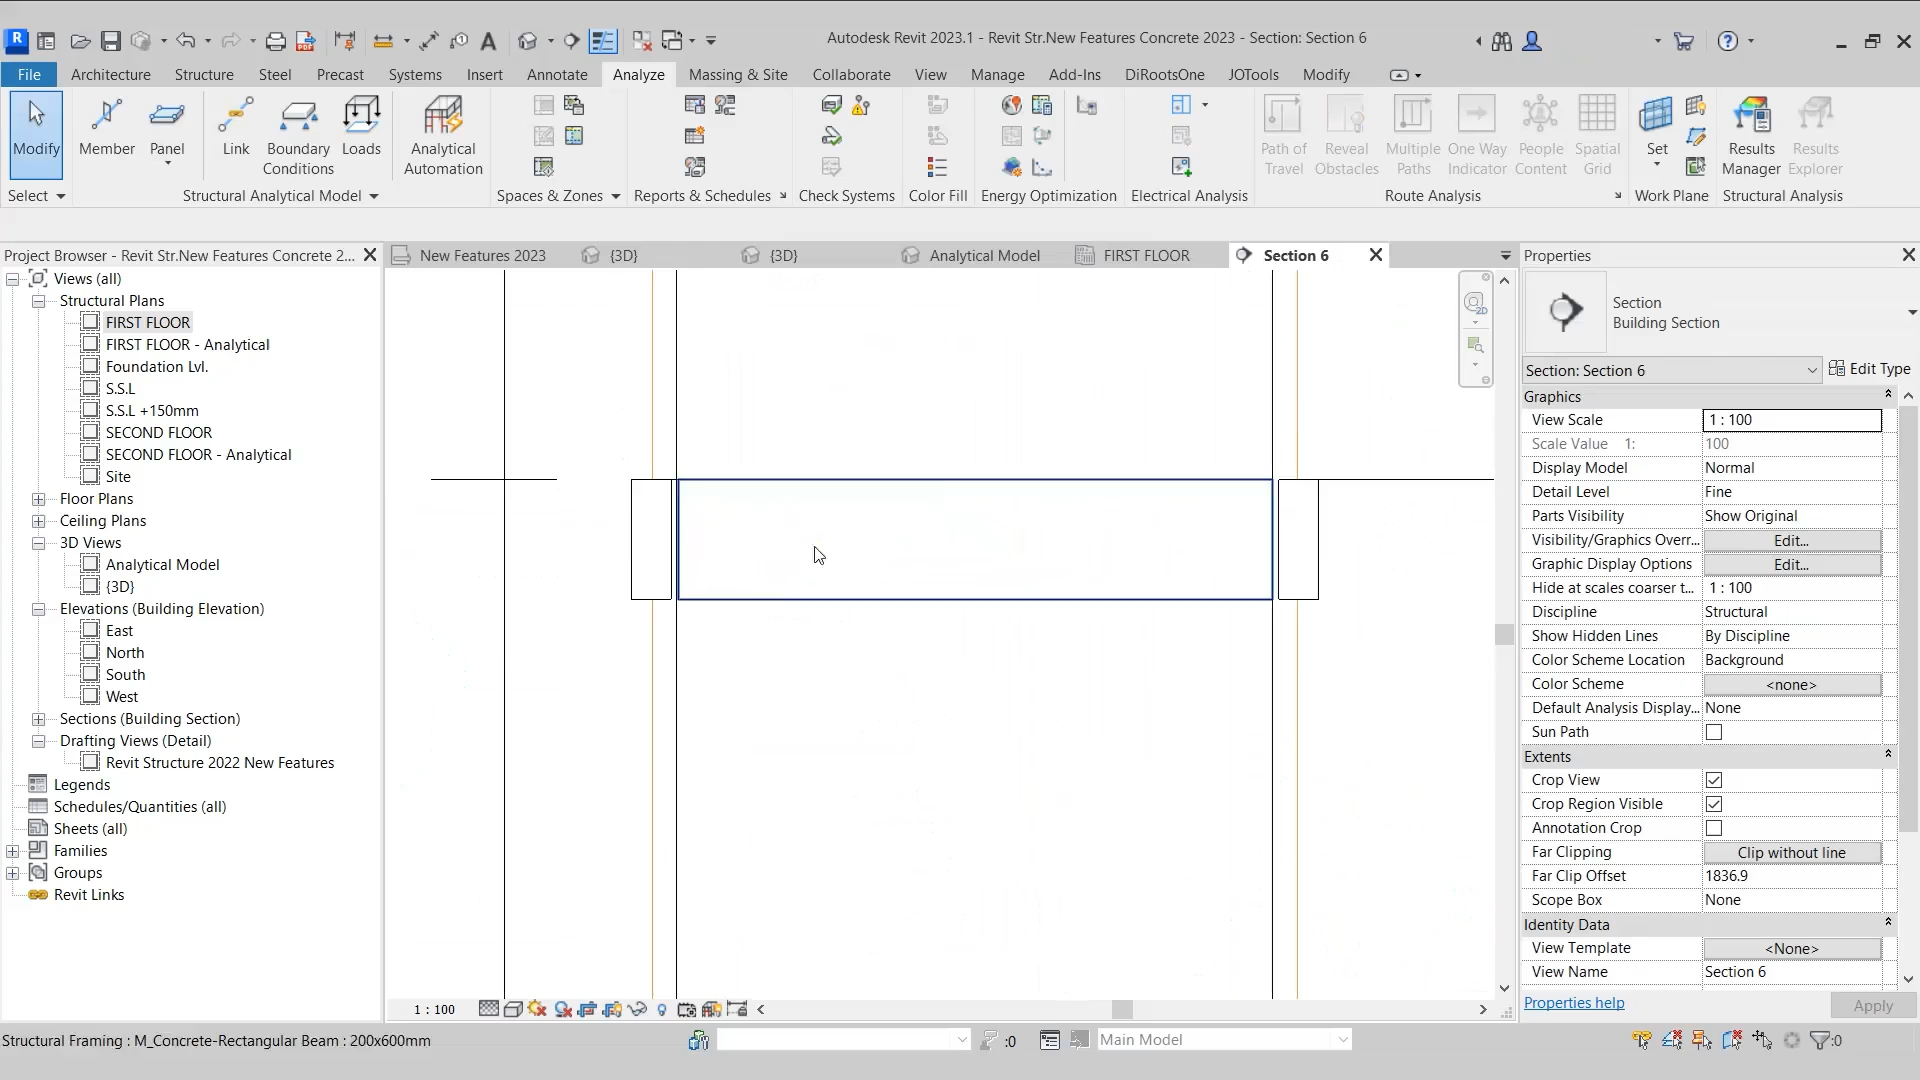 Autodesk Revit 2023.1 - Revit Str.New Features Concrete 2023 - Section: Section 6
File Architecture Structure Steel Precast Systems Insert Annotate Analyze Massing & Site Collaborate View Manage Add-Ins DiRootsOne JOTools Modify
Modify Member Panel Link Boundary Conditions Loads Analytical Automation Path of Travel Reveal Obstacles Multiple Paths One Way Indicator People Content Spatial Grid Set Results Manager Results Explorer
Select Structural Analytical Model Spaces & Zones Reports & Schedules Check Systems Color Fill Energy Optimization Electrical Analysis Route Analysis Work Plane Structural Analysis
Project Browser - Revit Str.New Features Concrete 2...
Views (all)
Structural Plans
FIRST FLOOR
FIRST FLOOR - Analytical
Foundation Lvl.
S.S.L
S.S.L +150mm
SECOND FLOOR
SECOND FLOOR - Analytical
Site
Floor Plans
Ceiling Plans
3D Views
Analytical Model
{3D}
Elevations (Building Elevation)
East
North
South
West
Sections (Building Section)
Drafting Views (Detail)
Revit Structure 2022 New Features
Legends
Schedules/Quantities (all)
Sheets (all)
Families
Groups
Revit Links
New Features 2023 {3D} {3D} Analytical Model FIRST FLOOR Section 6
2D
1 : 100
Properties
Section
Building Section
Section: Section 6 Edit Type
Graphics
View Scale 1 : 100
Scale Value 1: 100
Display Model Normal
Detail Level Fine
Parts Visibility Show Original
Visibility/Graphics Overr... Edit...
Graphic Display Options Edit...
Hide at scales coarser t... 1 : 100
Discipline Structural
Show Hidden Lines By Discipline
Color Scheme Location Background
Color Scheme <none>
Default Analysis Display... None
Sun Path
Extents
Crop View
Crop Region Visible
Annotation Crop
Far Clipping Clip without line
Far Clip Offset 1836.9
Scope Box None
Identity Data
View Template <None>
View Name Section 6
Properties help Apply
Structural Framing : M_Concrete-Rectangular Beam : 200x600mm :0 Main Model :0